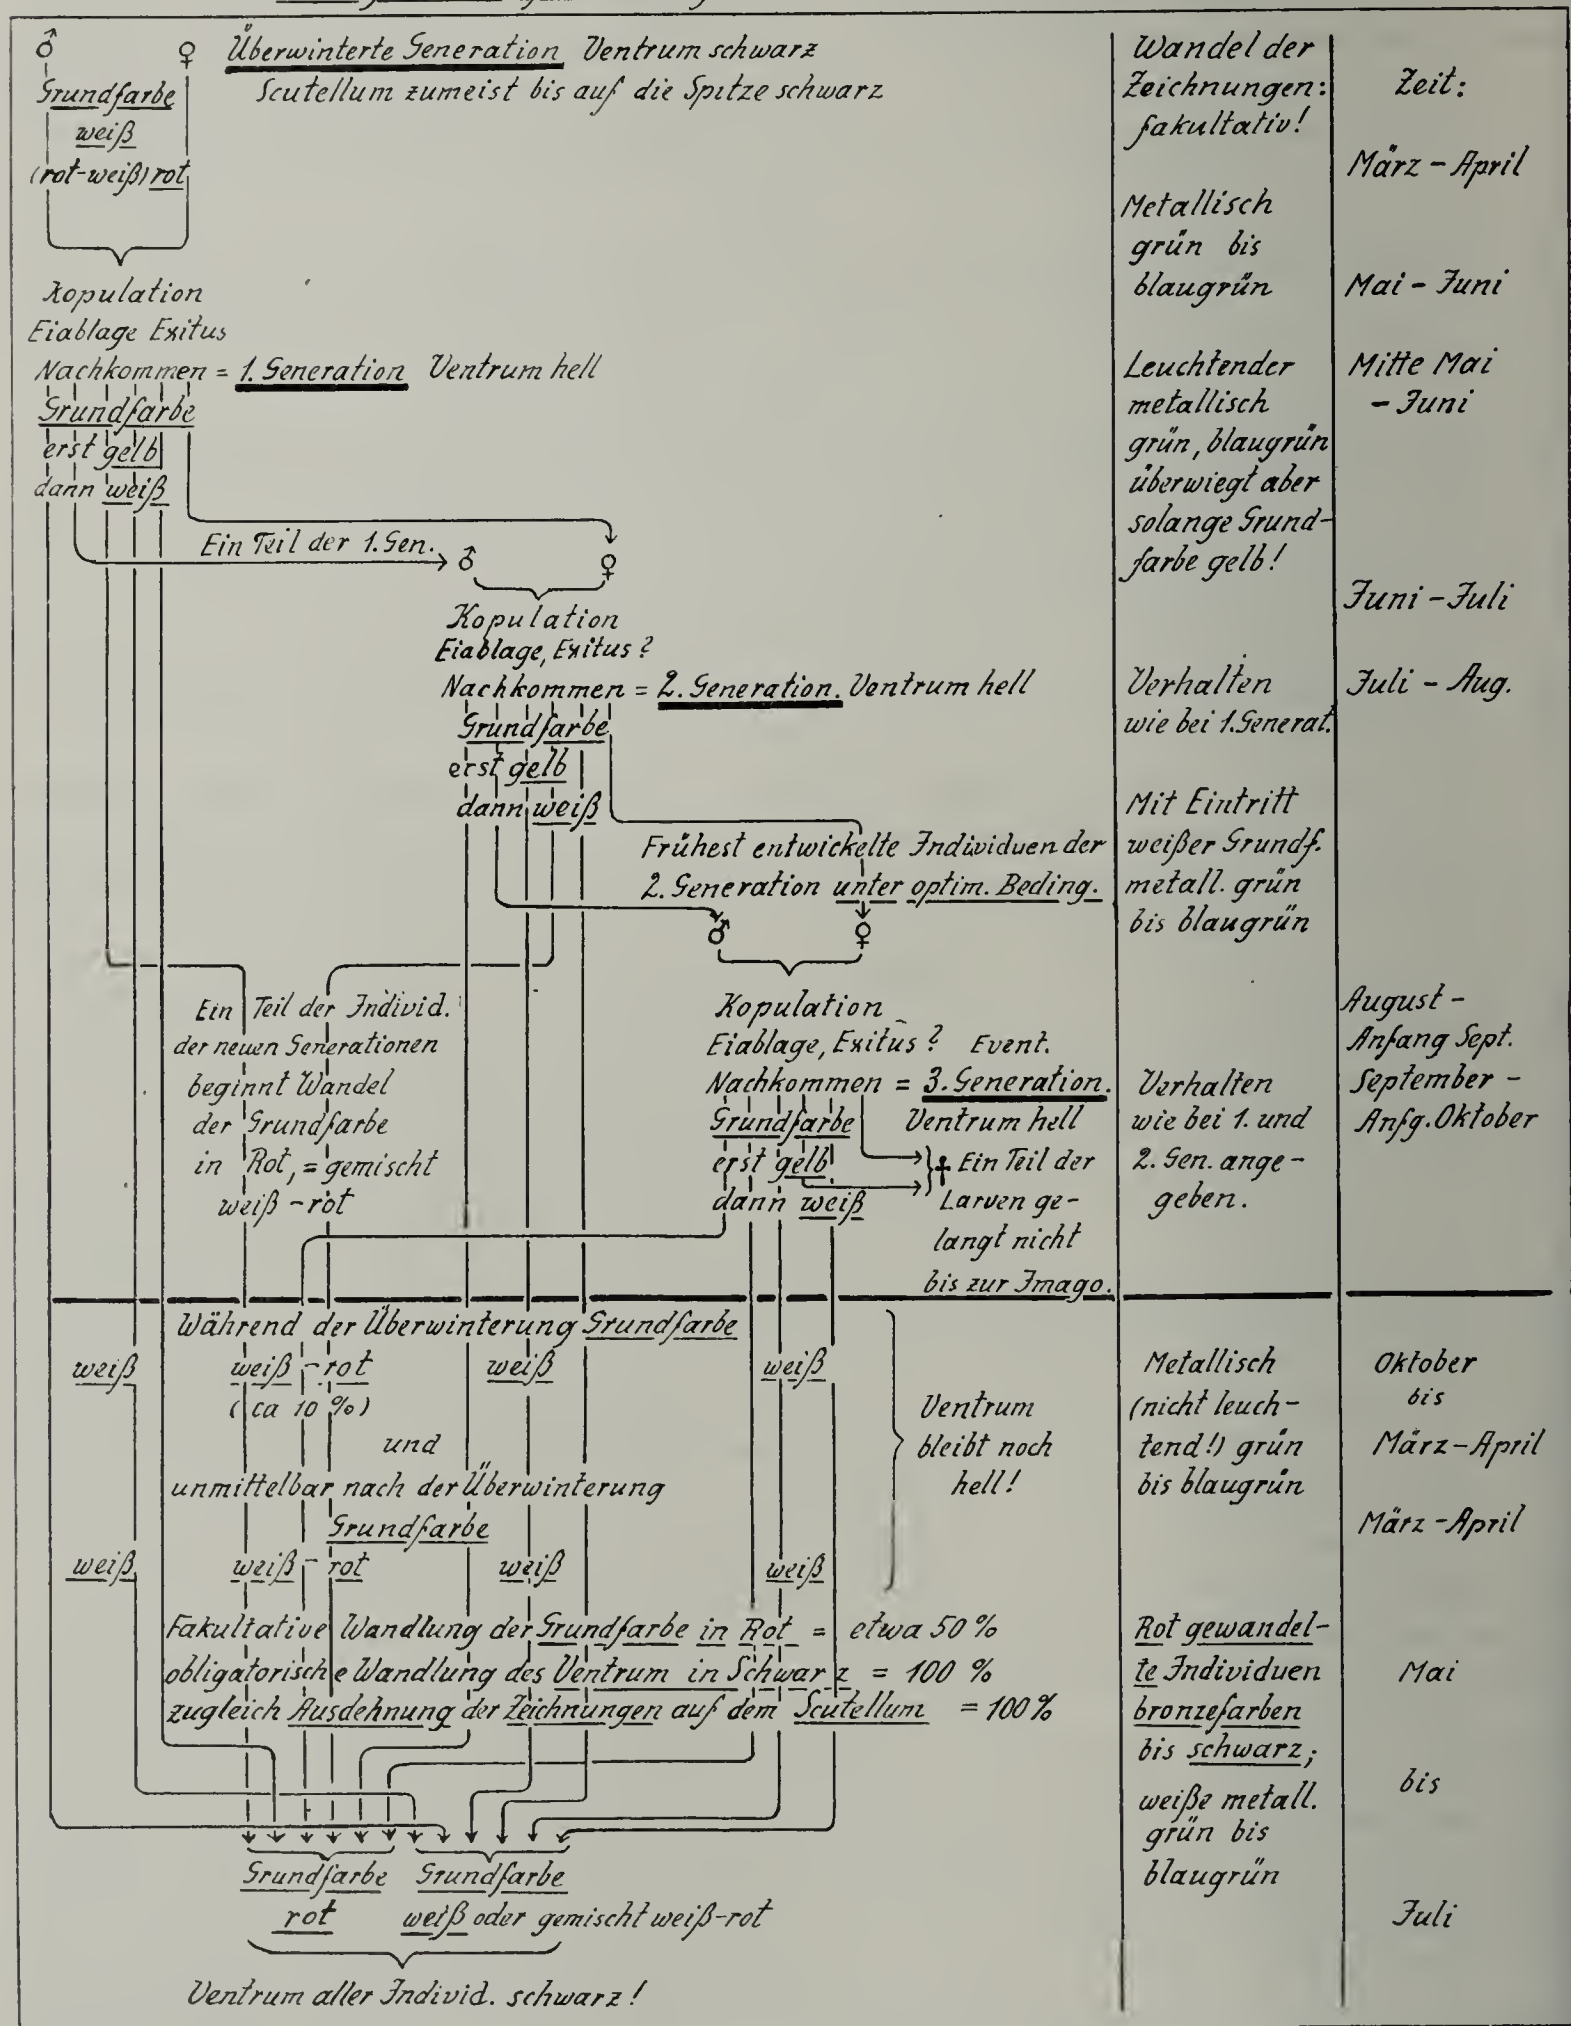 ♂ ♀ Überwinterte Generation Ventrum schwarz
Scutellum zumeist bis auf die Spitze schwarz
Grundfarbe
weiß
(rot-weiß) rot
Kopulation
Eiablage Exitus
Nachkommen = 1. Generation Ventrum hell
Grundfarbe
erst gelb
dann weiß
Ein Teil der 1. Gen. ♂ ♀
Kopulation
Eiablage, Exitus?
Nachkommen = 2. Generation. Ventrum hell
Grundfarbe
erst gelb
dann weiß
Frühest entwickelte Individuen der
2. Generation unter optim. Beding.
♂ ♀
Ein Teil der Individ.
der neuen Generationen
beginnt Wandel
der Grundfarbe
in Rot, = gemischt
weiß - rot
Kopulation
Eiablage, Exitus? Event.
Nachkommen = 3. Generation.
Grundfarbe Ventrum hell
erst gelb
dann weiß
} † Ein Teil der
Larven ge-
langt nicht
bis zur Imago.
Während der Überwinterung Grundfarbe
weiß weiß - rot weiß weiß
(ca 10 %)
und
unmittelbar nach der Überwinterung
Grundfarbe
weiß weiß - rot weiß weiß
Ventrum
bleibt noch
hell!
Fakultative Wandlung der Grundfarbe in Rot = etwa 50 %
obligatorische Wandlung des Ventrum in Schwarz = 100 %
zugleich Ausdehnung der Zeichnungen auf dem Scutellum = 100 %
Grundfarbe Grundfarbe
rot weiß oder gemischt weiß-rot
Ventrum aller Individ. schwarz!
Wandel der
Zeichnungen:
fakultativ!
Metallisch
grün bis
blaugrün
Leuchtender
metallisch
grün, blaugrün
überwiegt aber
solange Grund-
farbe gelb!
Verhalten
wie bei 1. Generat.
Mit Eintritt
weißer Grundf.
metall. grün
bis blaugrün
Verhalten
wie bei 1. und
2. Gen. ange-
geben.
Metallisch
(nicht leuch-
tend!) grün
bis blaugrün
Rot gewandel-
te Individuen
bronzefarben
bis schwarz;
weiße metall.
grün bis
blaugrün
Zeit:
März - April
Mai - Juni
Mitte Mai
- Juni
Juni - Juli
Juli - Aug.
August -
Anfang Sept.
September -
Anfg. Oktober
Oktober
bis
März - April
März - April
Mai
bis
Juli